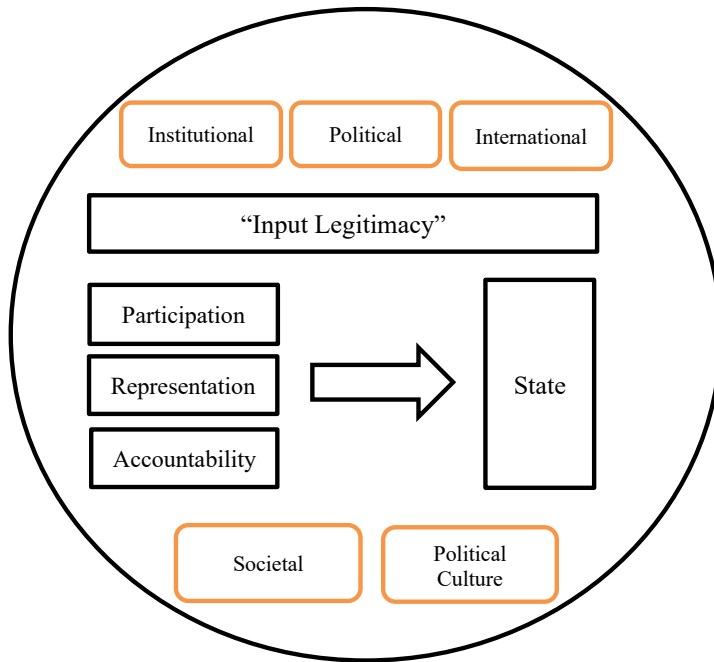 Institutional
Political
International
“Input Legitimacy”
Participation
Representation
Accountability
State
Societal
Political
Culture